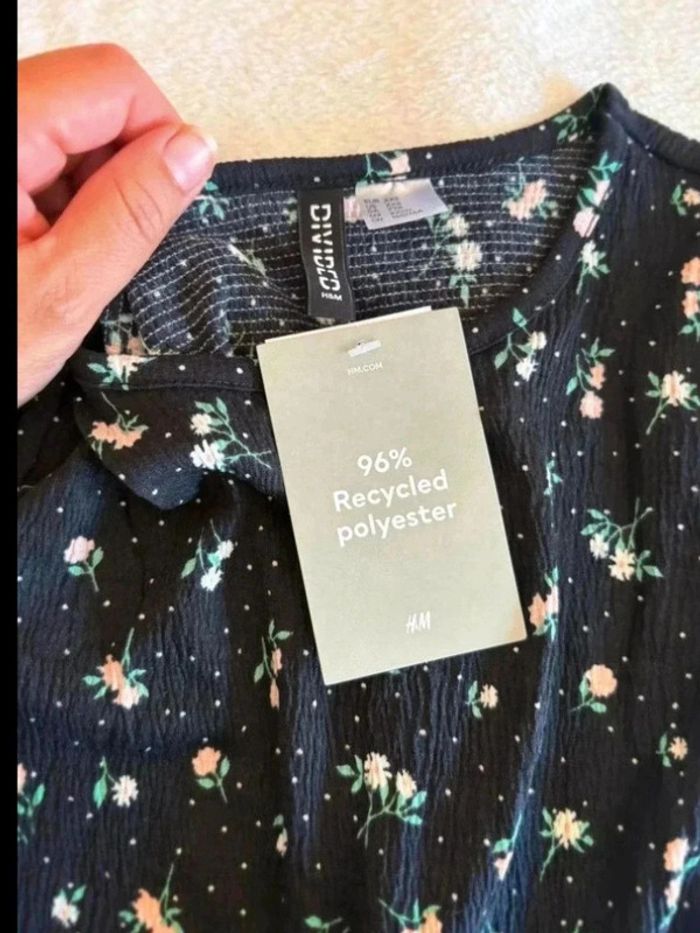 DIVIDED
H&M
HM.COM
96%
Recycled
polyester
H&M